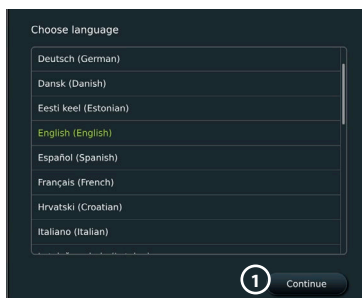 Choose language
Deutsch (German)
Dansk (Danish)
Eesti keel (Estonian)
English (English)
Español (Spanish)
Français (French)
Hrvatski (Croatian)
Italiano (Italian)
1
Continue